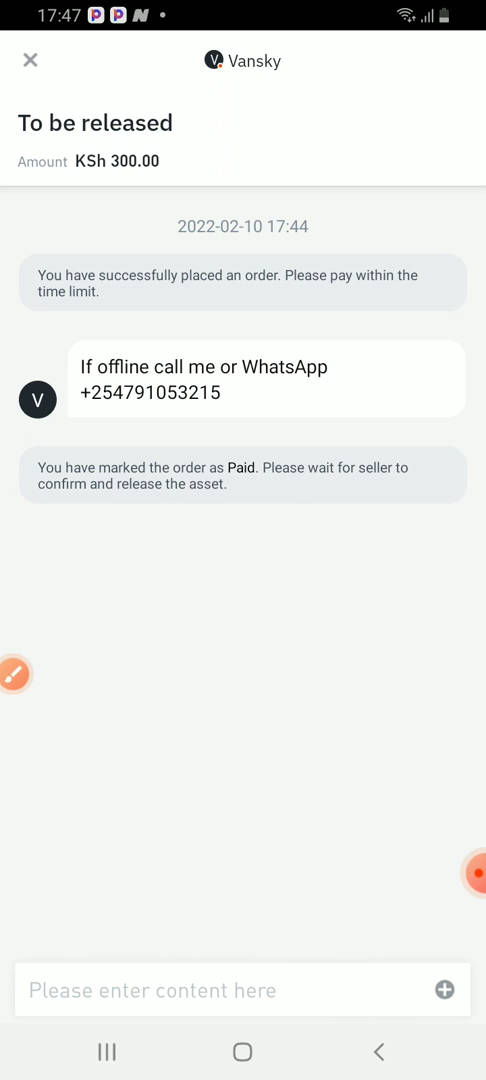 17:47
V Vansky
To be released
Amount KSh 300.00
2022-02-10 17:44
You have successfully placed an order. Please pay within the
time limit.
If offline call me or WhatsApp
V +254791053215
You have marked the order as Paid. Please wait for seller to
confirm and release the asset.
Please enter content here